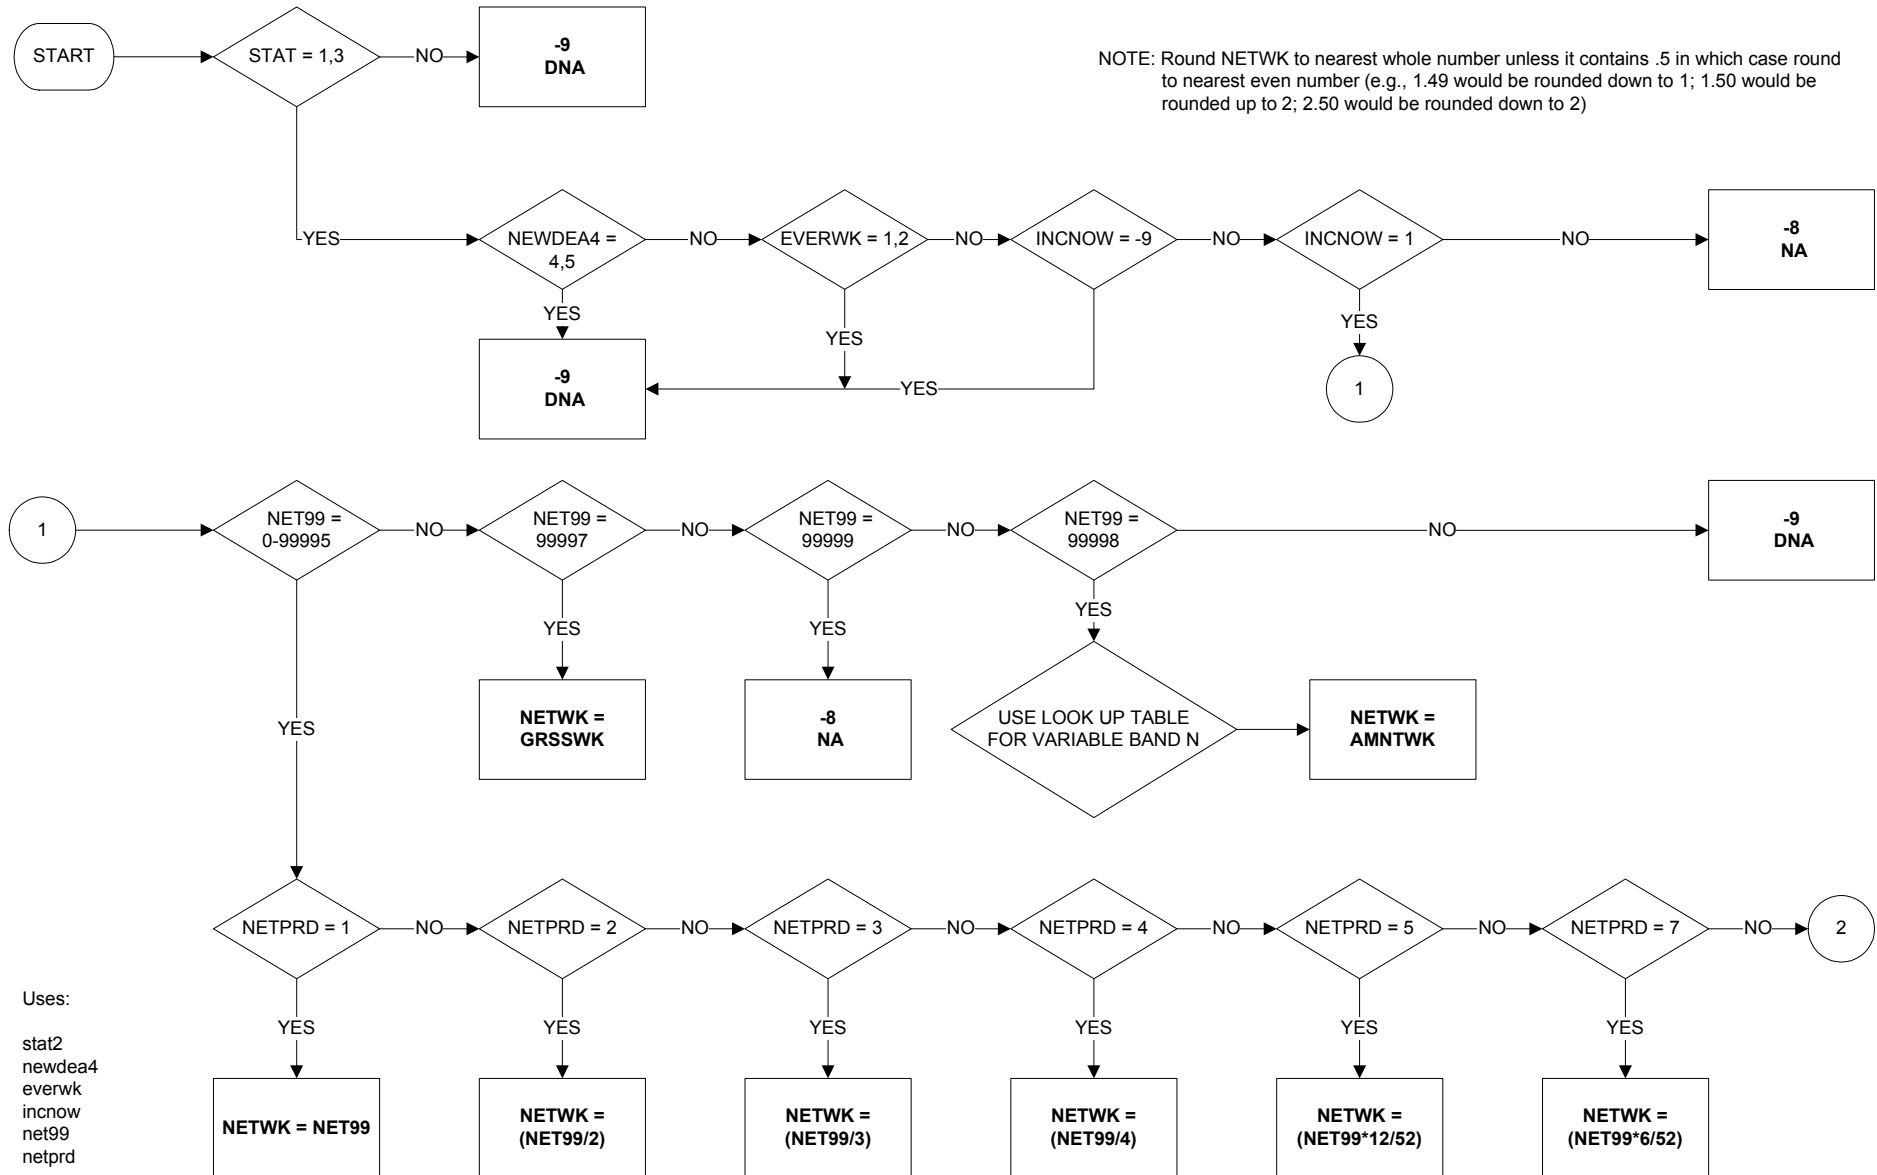 START
STAT = 1,3
NO
-9
DNA
NOTE: Round NETWK to nearest whole number unless it contains .5 in which case round
to nearest even number (e.g., 1.49 would be rounded down to 1; 1.50 would be
rounded up to 2; 2.50 would be rounded down to 2)
YES
NEWDEA4 =
4,5
NO
EVERWK = 1,2
NO
INCNOW = -9
NO
INCNOW = 1
NO
-8
NA
YES
YES
YES
YES
-9
DNA
1
1
NET99 =
0-99995
NO
NET99 =
99997
NO
NET99 =
99999
NO
NET99 =
99998
NO
-9
DNA
YES
YES
YES
YES
NETWK =
GRSSWK
-8
NA
USE LOOK UP TABLE
FOR VARIABLE BAND N
NETWK =
AMNTWK
NETPRD = 1
NO
NETPRD = 2
NO
NETPRD = 3
NO
NETPRD = 4
NO
NETPRD = 5
NO
NETPRD = 7
NO
2
YES
YES
YES
YES
YES
YES
NETWK = NET99
NETWK =
(NET99/2)
NETWK =
(NET99/3)
NETWK =
(NET99/4)
NETWK =
(NET99*12/52)
NETWK =
(NET99*6/52)
Uses:
stat2
newdea4
everwk
incnow
net99
netprd